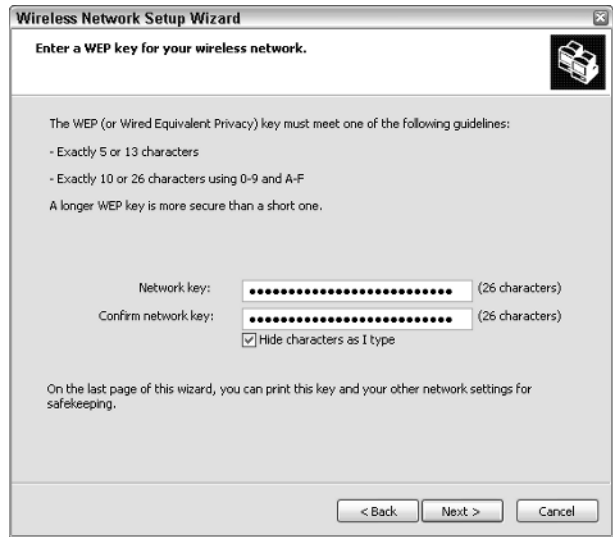 Wireless Network Setup Wizard
Enter a WEP key for your wireless network.
The WEP (or Wired Equivalent Privacy) key must meet one of the following guidelines:
- Exactly 5 or 13 characters
- Exactly 10 or 26 characters using 0-9 and A-F
A longer WEP key is more secure than a short one.
Network key: •••••••••••••••••••••••••• (26 characters)
Confirm network key: •••••••••••••••••••••••••• (26 characters)
Hide characters as I type
On the last page of this wizard, you can print this key and your other network settings for
safekeeping.
< Back Next > Cancel